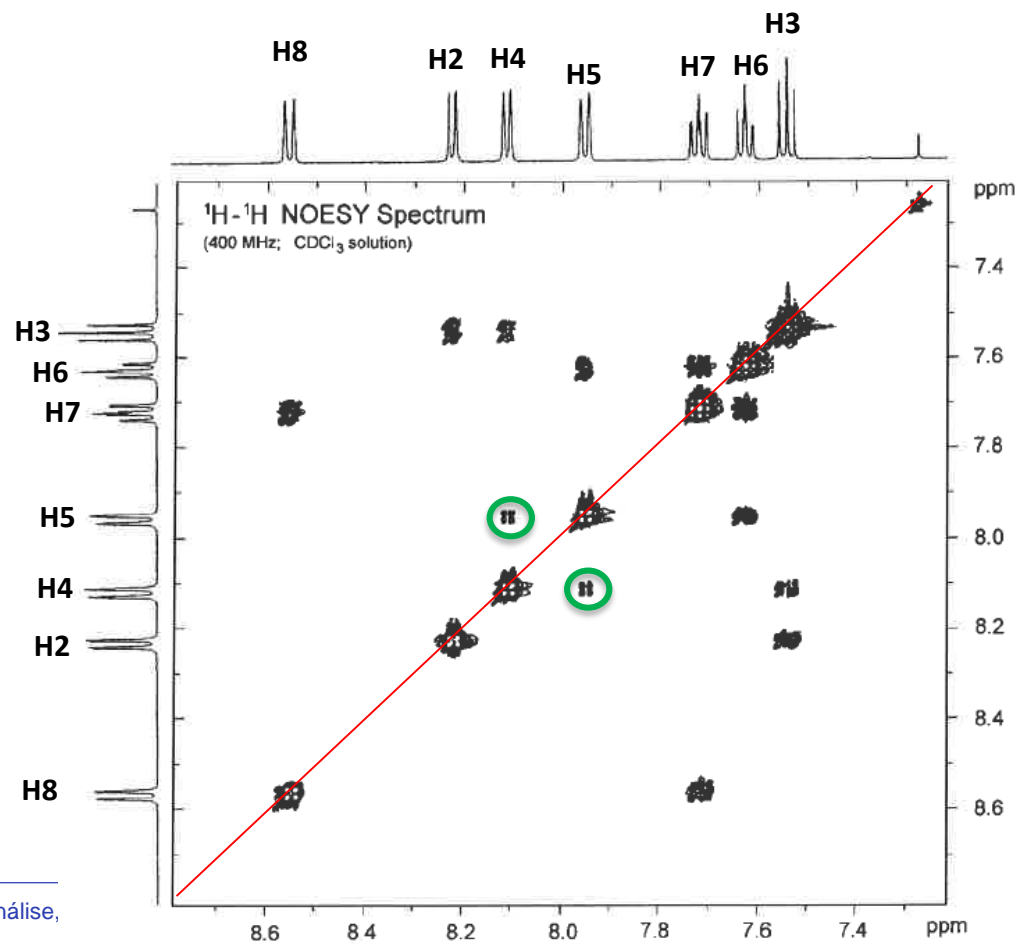 H8 H2 H4 H5 H7 H6 H3
¹H-¹H NOESY Spectrum
(400 MHz; CDCl₃ solution)
ppm
7.4
7.6
7.8
8.0
8.2
8.4
8.6
H3
H6
H7
H5
H4
H2
H8
8.6 8.4 8.2 8.0 7.8 7.6 7.4 ppm